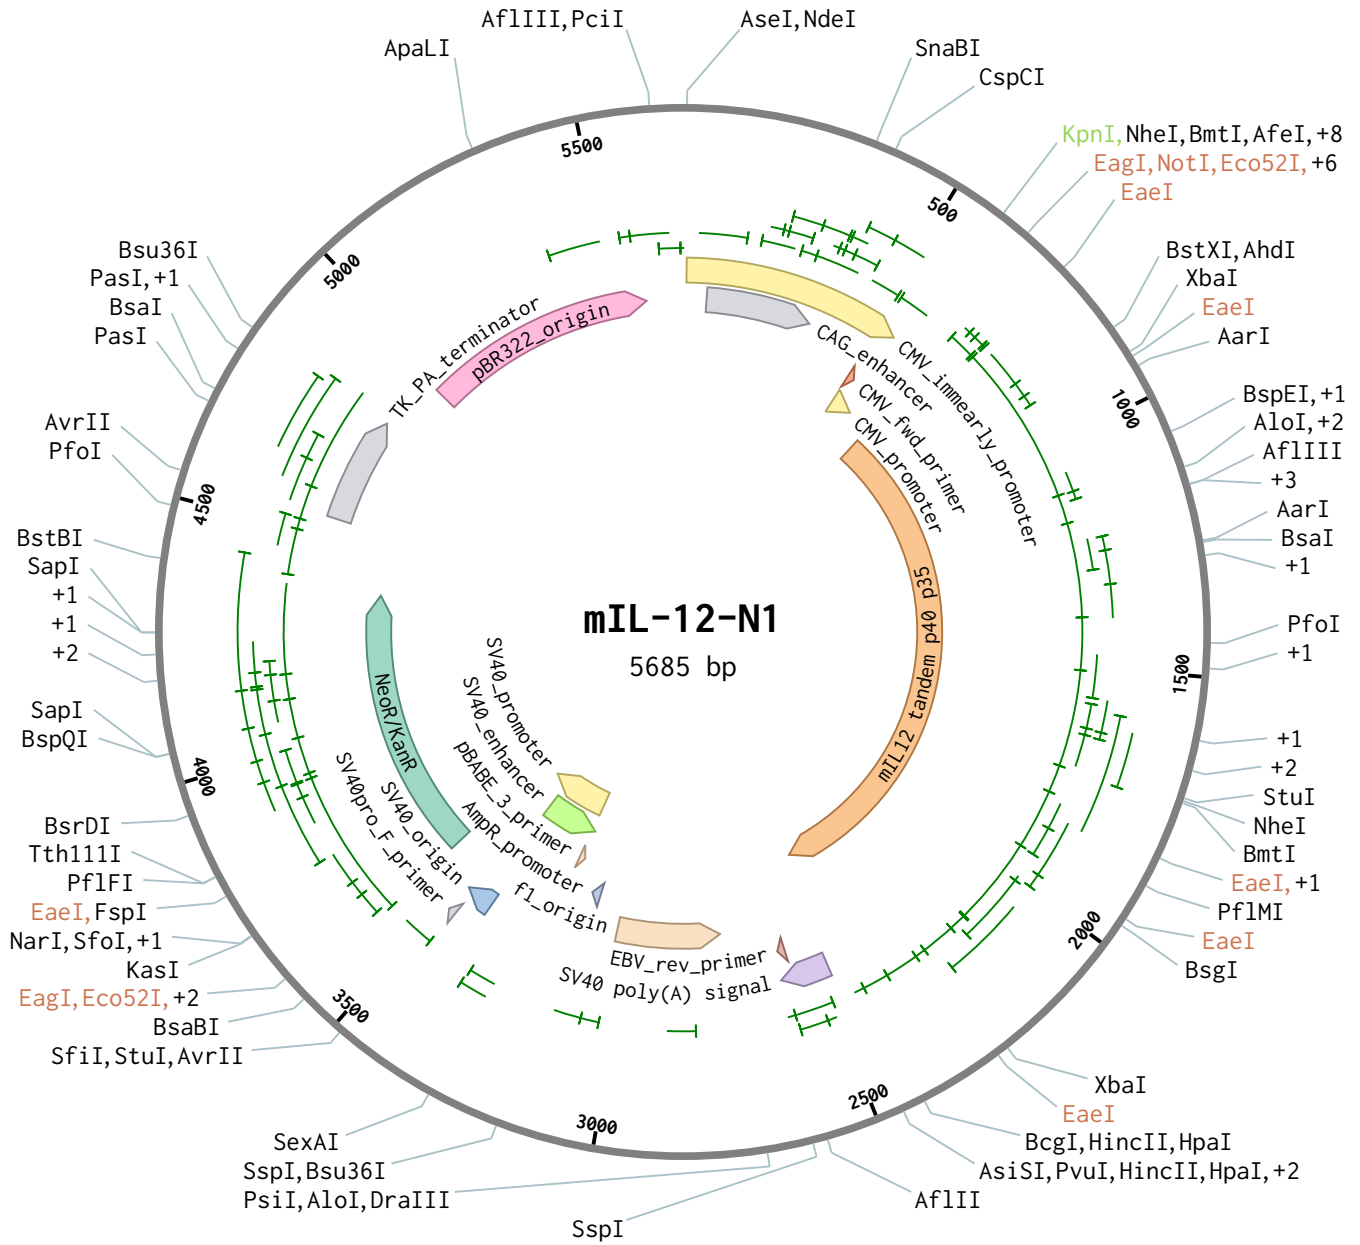 AflIII,PciI
AseI,NdeI
ApaLI
SnaBI
CspCI
KpnI,NheI,BmtI,AfeI,+8
EagI,NotI,Eco52I,+6
EaeI
BstXI,AhdI
XbaI
EaeI
AarI
BspEI,+1
AloI,+2
AflIII
+3
AarI
BsaI
+1
PfoI
+1
+1
+2
StuI
NheI
BmtI
EaeI,+1
PflMI
EaeI
BsgI
XbaI
EaeI
BcgI,HincII,HpaI
AsiSI,PvuI,HincII,HpaI,+2
AflII
SspI
PsiI,AloI,DraIII
SspI,Bsu36I
SexAI
SfiI,StuI,AvrII
BsaBI
EagI,Eco52I,+2
KasI
NarI,SfoI,+1
EaeI,FspI
PflFI
Tth111I
BsrDI
BspQI
SapI
+2
+1
+1
SapI
BstBI
PfoI
AvrII
PasI
BsaI
PasI,+1
Bsu36I
500
1000
1500
2000
2500
3000
3500
4000
4500
5000
5500
CAG_enhancer
CMV_immearly_promoter
CMV_fwd_primer
CMV_promoter
mIL12 tandem p40 p35
mIL-12-N1
5685 bp
SV40_promoter
SV40_enhancer
pBABE_3_primer
AmpR_promoter
f1_origin
EBV_rev_primer
SV40 poly(A) signal
SV40_origin
SV40pro_F_primer
NeoR/KanR
TK_PA_terminator
pBR322_origin